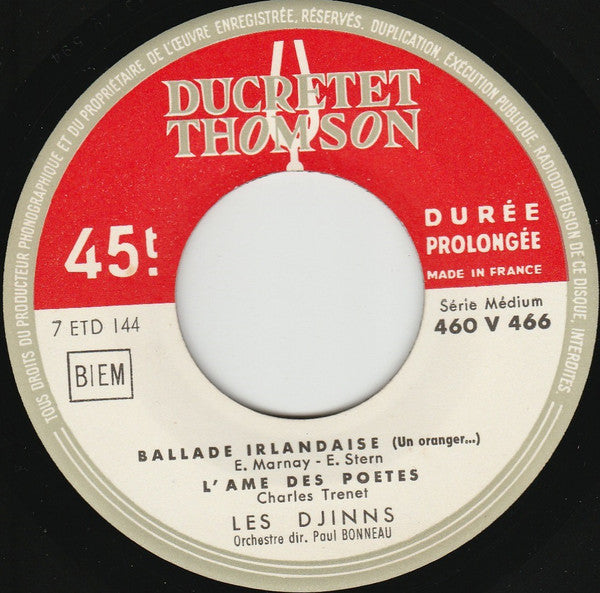 TOUS DROITS DU PRODUCTEUR PHONOGRAPHIQUE ET DU PROPRIÉTAIRE DE L'ŒUVRE ENREGISTRÉE, RÉSERVÉS. DUPLICATION, EXÉCUTION PUBLIQUE, RADIODIFFUSION DE CE DISQUE, INTERDITES.
DUCRETET
THOMSON
45t.
DURÉE
PROLONGÉE
MADE IN FRANCE
7 ETD 144
BIEM
Série Médium
460 V 466
BALLADE IRLANDAISE (Un oranger...)
E. Marnay - E. Stern
L'AME DES POETES
Charles Trenet
LES DJINNS
Orchestre dir. Paul BONNEAU